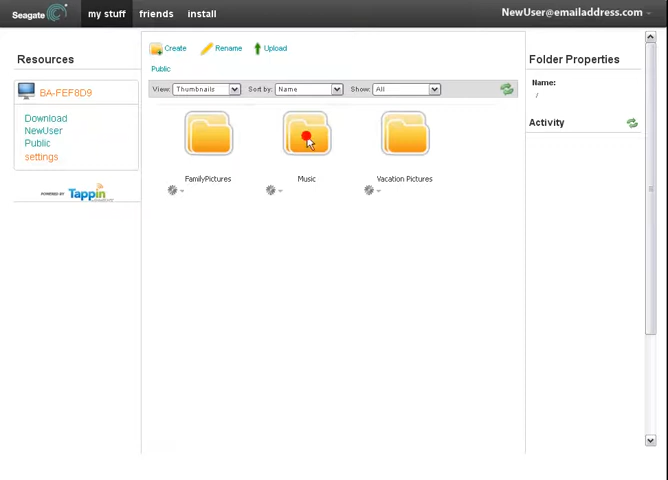 Seagate my stuff friends install NewUser@emailaddress.com
Resources
BA-FEF8D9
Download
NewUser
Public
settings
POWERED BY Tappin
Create Rename Upload
Public
View: Thumbnails Sort by: Name Show: All
FamilyPictures Music Vacation Pictures
Folder Properties
Name:
/
Activity